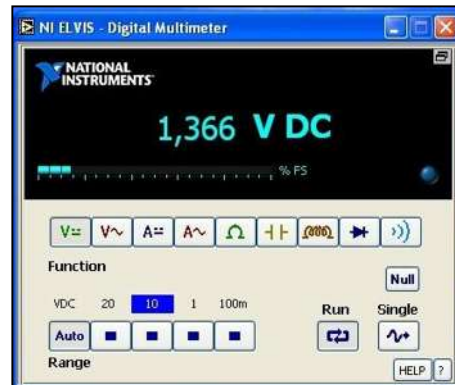 NI ELVIS - Digital Multimeter
NATIONAL
INSTRUMENTS™
1,366 V DC
% FS
V= V~ A= A~ Ω
Function
Null
VDC 20 10 1 100m
Run Single
Auto
Range
HELP ?